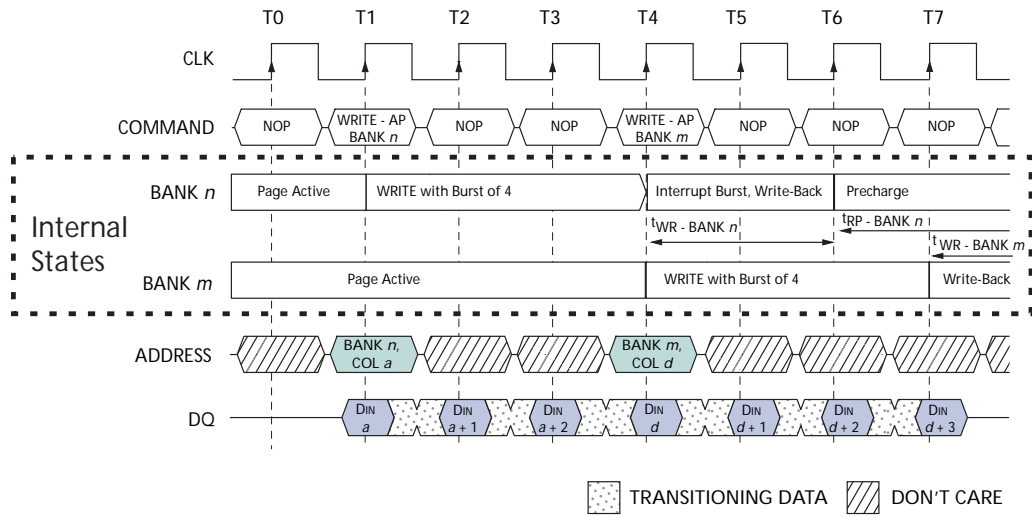 T0 T1 T2 T3 T4 T5 T6 T7
CLK
COMMAND NOP WRITE - AP BANK n NOP NOP WRITE - AP BANK m NOP NOP NOP
Internal States
BANK n Page Active WRITE with Burst of 4 Interrupt Burst, Write-Back Precharge
tWR - BANK n tRP - BANK n
tWR - BANK m
BANK m Page Active WRITE with Burst of 4 Write-Back
ADDRESS BANK n, COL a BANK m, COL d
DQ DIN a DIN a + 1 DIN a + 2 DIN d DIN d + 1 DIN d + 2 DIN d + 3
TRANSITIONING DATA DON'T CARE